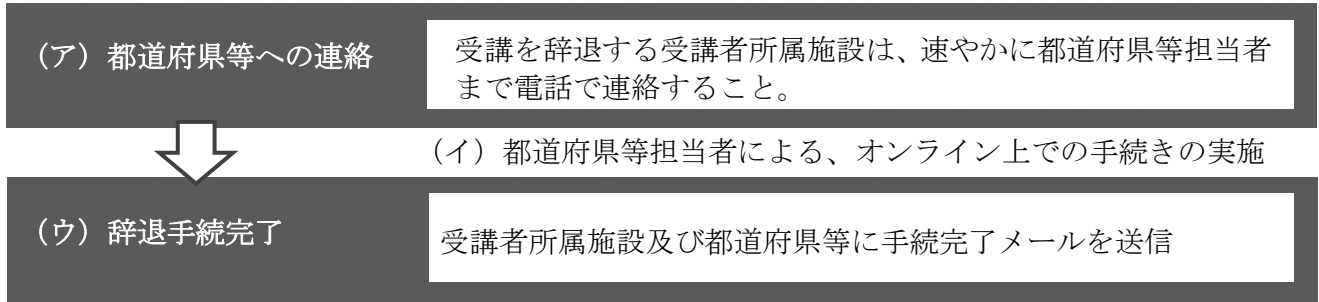 （ア）都道府県等への連絡
受講を辞退する受講者所属施設は、速やかに都道府県等担当者
まで電話で連絡すること。
（イ）都道府県等担当者による、オンライン上での手続きの実施
（ウ）辞退手続完了
受講者所属施設及び都道府県等に手続完了メールを送信